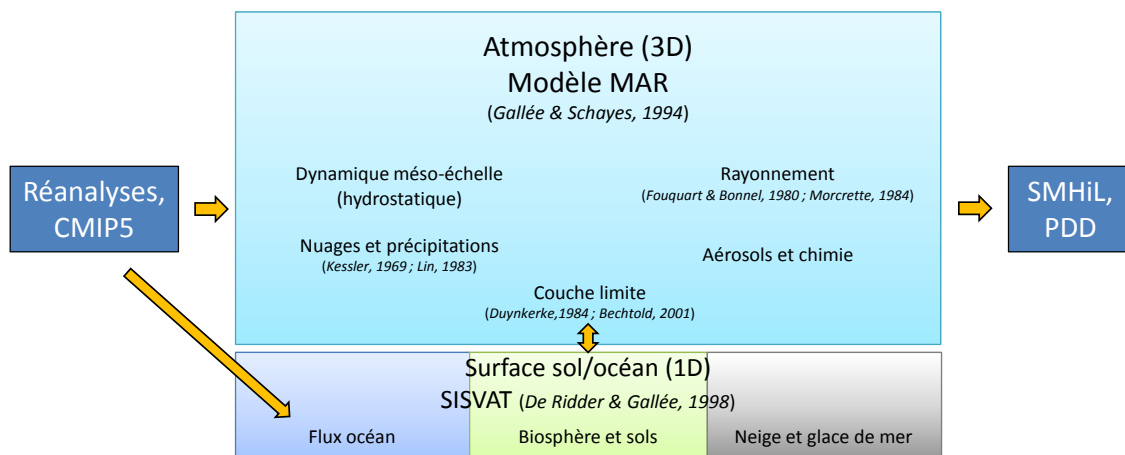 Atmosphère (3D)
Modèle MAR
(Gallée & Schayes, 1994)
Réanalyses,
CMIP5
Dynamique méso-échelle
(hydrostatique)
Rayonnement
(Fouquart & Bonnel, 1980 ; Morcrette, 1984)
SMHiL,
PDD
Nuages et précipitations
(Kessler, 1969 ; Lin, 1983)
Aérosols et chimie
Couche limite
(Duynkerke,1984 ; Bechtold, 2001)
Surface sol/océan (1D)
SISVAT (De Ridder & Gallée, 1998)
Flux océan
Biosphère et sols
Neige et glace de mer